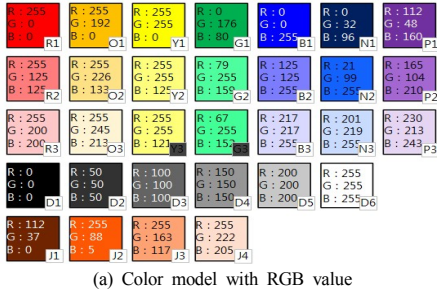 R : 255
G : 0
B : 0
R1
R : 255
G : 192
B : 0
O1
R : 255
G : 255
B : 0
Y1
R : 0
G : 176
B : 80
G1
R : 0
G : 0
B : 255
B1
R : 0
G : 32
B : 96
N1
R : 112
G : 48
B : 160
P1
R : 255
G : 125
B : 125
R2
R : 255
G : 226
B : 133
O2
R : 255
G : 255
B : 125
Y2
R : 79
G : 255
B : 159
G2
R : 125
G : 125
B : 255
B2
R : 21
G : 99
B : 255
N2
R : 165
G : 104
B : 210
P2
R : 255
G : 200
B : 200
R3
R : 255
G : 245
B : 213
O3
R : 255
G : 255
B : 121
Y3
R : 67
G : 255
B : 152
G3
R : 217
G : 217
B : 255
B3
R : 201
G : 219
B : 255
N3
R : 230
G : 213
B : 243
P3
R : 0
G : 0
B : 0
D1
R : 50
G : 50
B : 50
D2
R : 100
G : 100
B : 100
D3
R : 150
G : 150
B : 150
D4
R : 200
G : 200
B : 200
D5
R : 255
G : 255
B : 255
D6
R : 112
G : 37
B : 0
J1
R : 255
G : 88
B : 5
J2
R : 255
G : 163
B : 117
J3
R : 255
G : 222
B : 205
J4
(a) Color model with RGB value